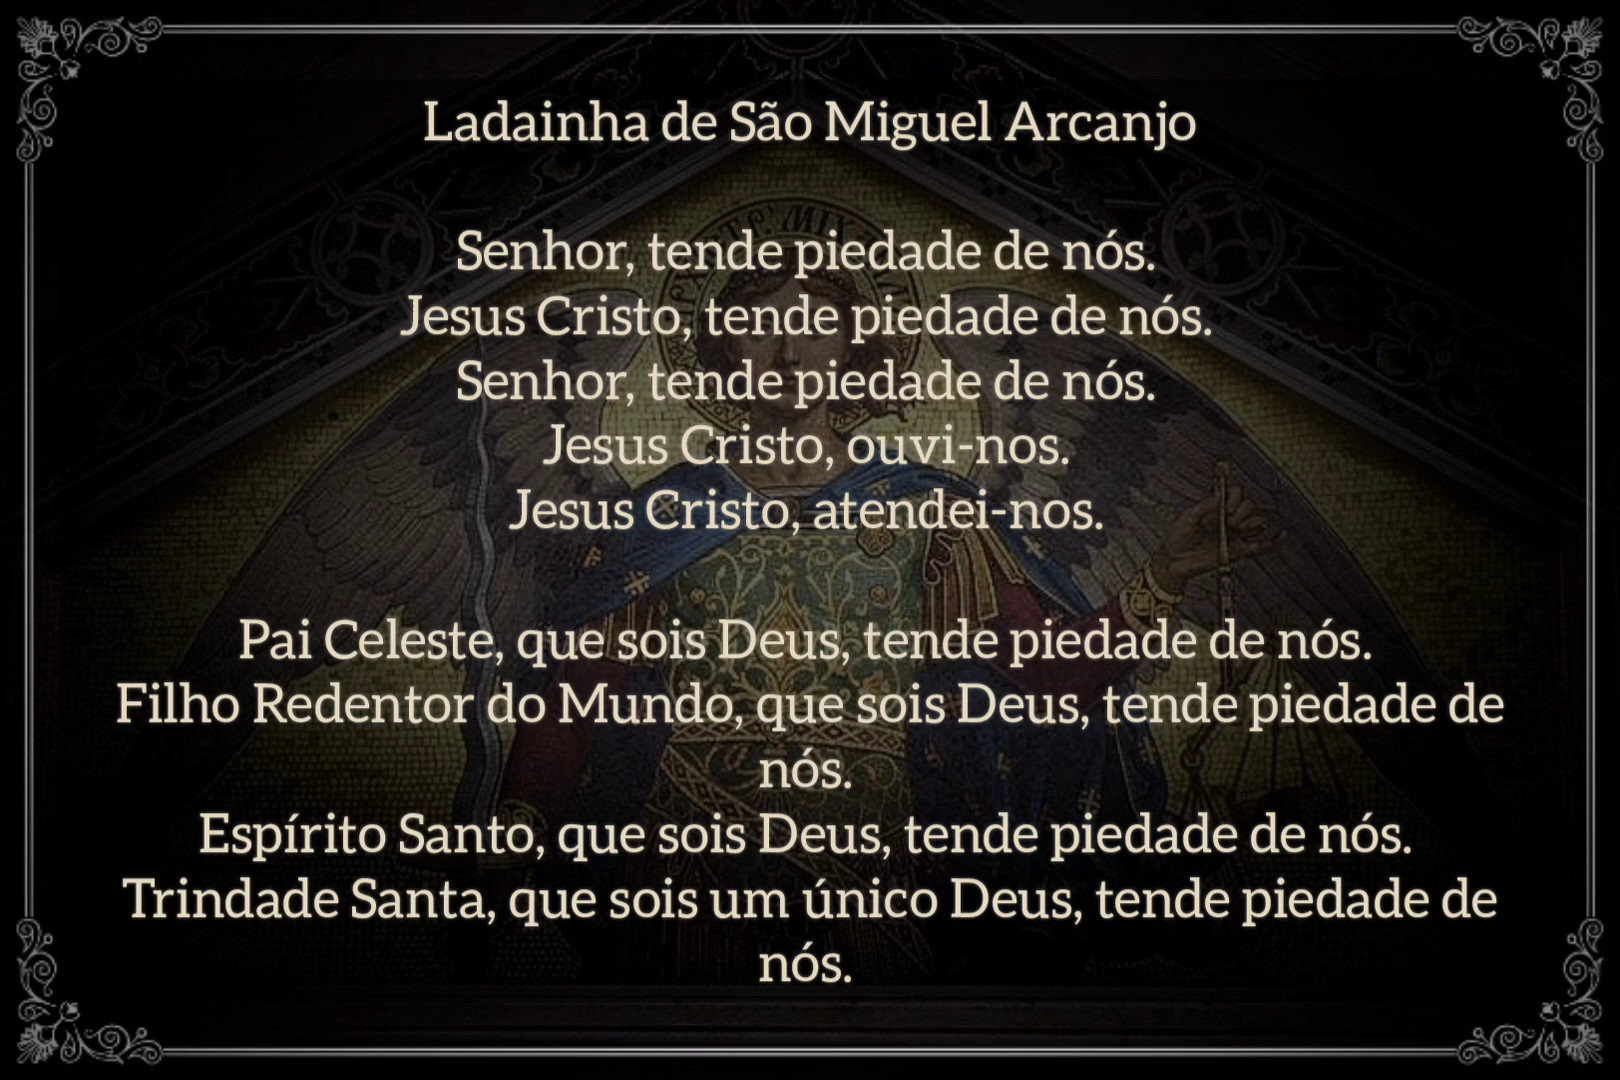 Ladainha de São Miguel Arcanjo
Senhor, tende piedade de nós.
Jesus Cristo, tende piedade de nós.
Senhor, tende piedade de nós.
Jesus Cristo, ouvi-nos.
Jesus Cristo, atendei-nos.
Pai Celeste, que sois Deus, tende piedade de nós.
Filho Redentor do Mundo, que sois Deus, tende piedade de
nós.
Espírito Santo, que sois Deus, tende piedade de nós.
Trindade Santa, que sois um único Deus, tende piedade de
nós.